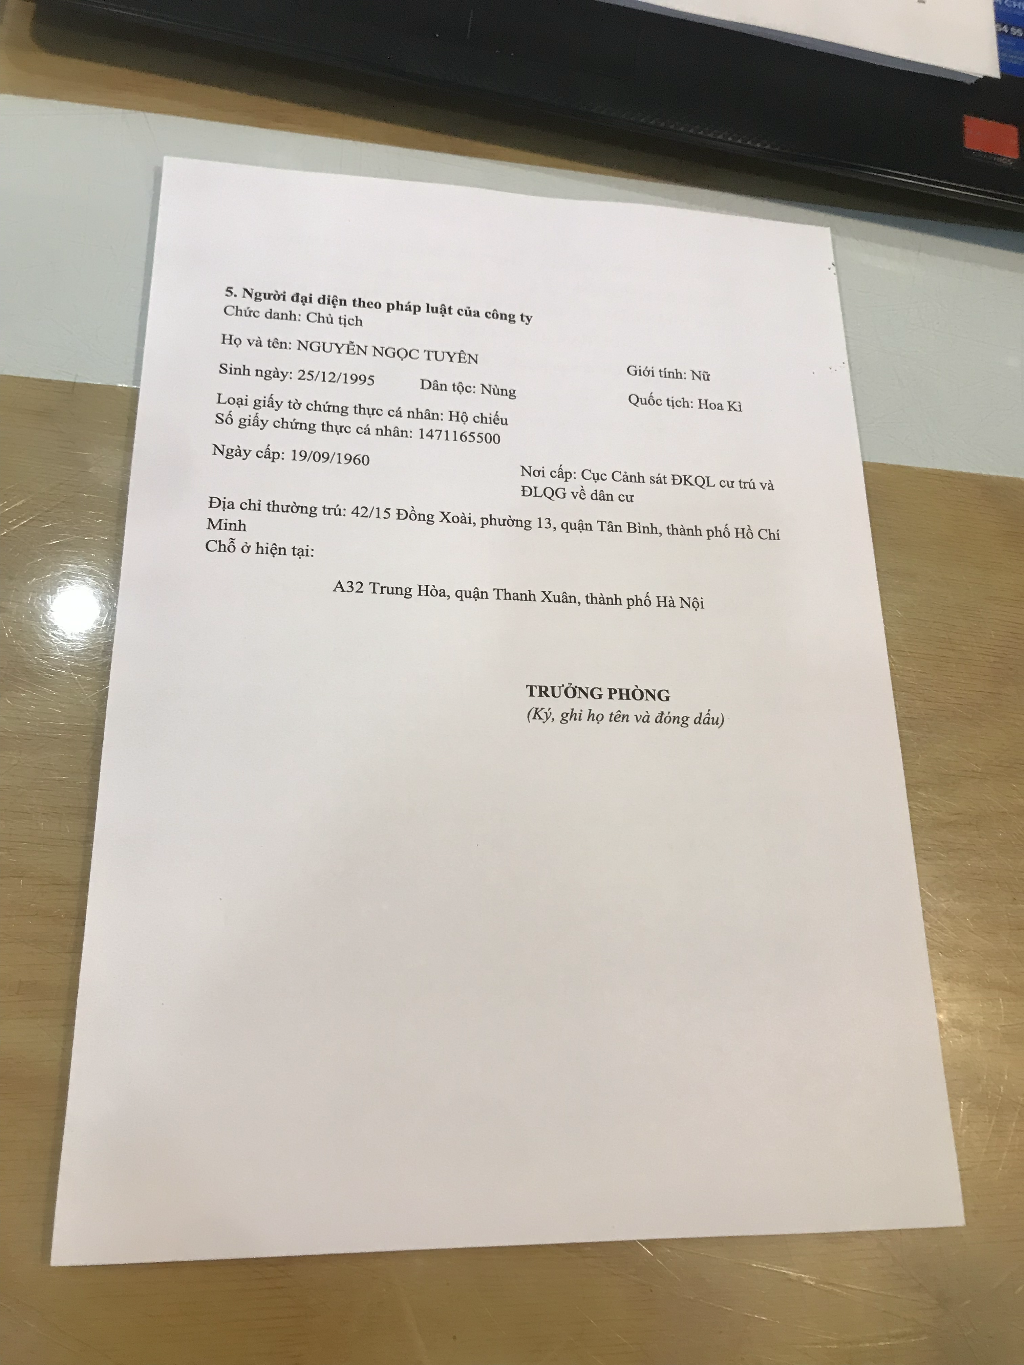 5. Người đại diện theo pháp luật của công ty
Chức danh: Chủ tịch
Họ và tên: NGUYỄN NGỌC TUYÊN
Giới tính: Nữ
Sinh ngày: 25/12/1995
Dân tộc: Nùng
Quốc tịch: Hoa Kì
Loại giấy tờ chứng thực cá nhân: Hộ chiếu
Số giấy chứng thực cá nhân: 1471165500
Ngày cấp: 19/09/1960
Nơi cấp: Cục Cảnh sát ĐKQL cư trú và
ĐLQG về dân cư
Địa chỉ thường trú: 42/15 Đồng Xoài, phường 13, quận Tân Bình, thành phố Hồ Chí
Minh
Chỗ ở hiện tại:
A32 Trung Hòa, quận Thanh Xuân, thành phố Hà Nội
TRƯỞNG PHÒNG
(Ký, ghi họ tên và đóng dấu)